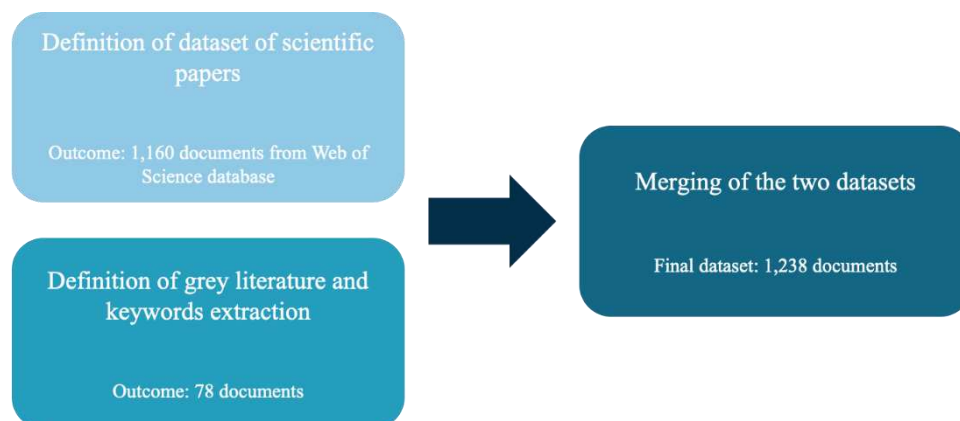 Definition of dataset of scientific
papers
Outcome: 1,160 documents from Web of
Science database
Definition of grey literature and
keywords extraction
Outcome: 78 documents
Merging of the two datasets
Final dataset: 1,238 documents